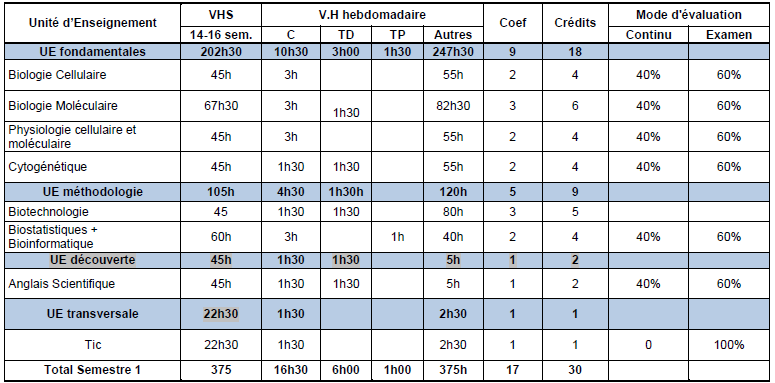 Unité d'Enseignement VHS V.H hebdomadaire Coef Crédits Mode d'évaluation
14-16 sem. C TD TP Autres Continu Examen
UE fondamentales 202h30 10h30 3h00 1h30 247h30 9 18
Biologie Cellulaire 45h 3h 55h 2 4 40% 60%
Biologie Moléculaire 67h30 3h 1h30 82h30 3 6 40% 60%
Physiologie cellulaire et
moléculaire 45h 3h 55h 2 4 40% 60%
Cytogénétique 45h 1h30 1h30 55h 2 4 40% 60%
UE méthodologie 105h 4h30 1h30h 120h 5 9
Biotechnologie 45 1h30 1h30 80h 3 5
Biostatistiques +
Bioinformatique 60h 3h 1h 40h 2 4 40% 60%
UE découverte 45h 1h30 1h30 5h 1 2
Anglais Scientifique 45h 1h30 1h30 5h 1 2 40% 60%
UE transversale 22h30 1h30 2h30 1 1
Tic 22h30 1h30 2h30 1 1 0 100%
Total Semestre 1 375 16h30 6h00 1h00 375h 17 30